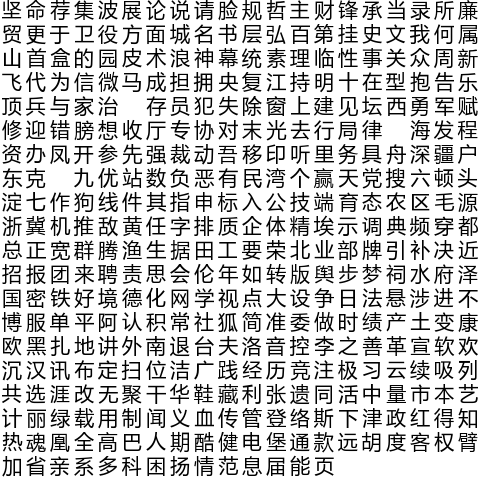 坚命荐集波展论说请脸规哲主财锋承当录所廉
贸更于卫役方面城名书层弘百第挂史文我何属
山首盒的园皮术浪神幕统素理临性事关众周新
飞代为信微马成担拥央复江持明十在型抱告乐
顶兵与家治 存员犯失除窗上建见坛西勇军赋
修迎错膀想收厅专协对末光去行局律 海发程
资办凤开参先强裁动吾移印听里务具舟深疆户
东克 九优站数负恶有民湾个赢天党搜六顿头
淀七作狗线件其指申标入公技端育态农区毛源
浙冀机推敌黄任字排质企体精埃示调典频穿都
总正宽群腾渔生据田工要荣北业部牌引补决近
招报团来聘责思会伦年如转版舆步梦祠水府泽
国密铁好境德化网学视点大设争日法悬涉进不
博服单平阿认积常社狐简准委做时绩产土变康
欧黑扎地讲外南退台夫洛音控李之善革宣软欢
沉汉讯布定扫位洁广践经历竞注极习云续吸列
共选涯改无聚干华鞋藏利张遗同活中量市本艺
计丽绿载用制闻义血传管登络斯下津政红得知
热魂凰全高巴人期酷健电堡通款远胡度客权臂
加省亲系多科困扬情范息届能页